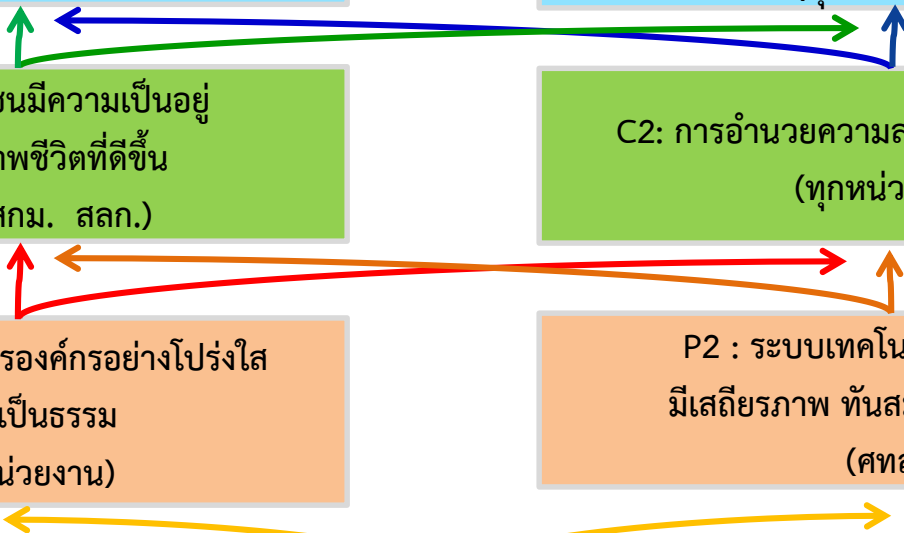 ชนมีความเป็นอยู่
าพชีวิตที่ดีขึ้น
สกม. สลก.)
C2: การอำนวยความส
(ทุกหน่ว
รองค์กรอย่างโปร่งใส
เป็นธรรม
น่วยงาน)
P2 : ระบบเทคโน
มีเสถียรภาพ ทันสม
(ศทส